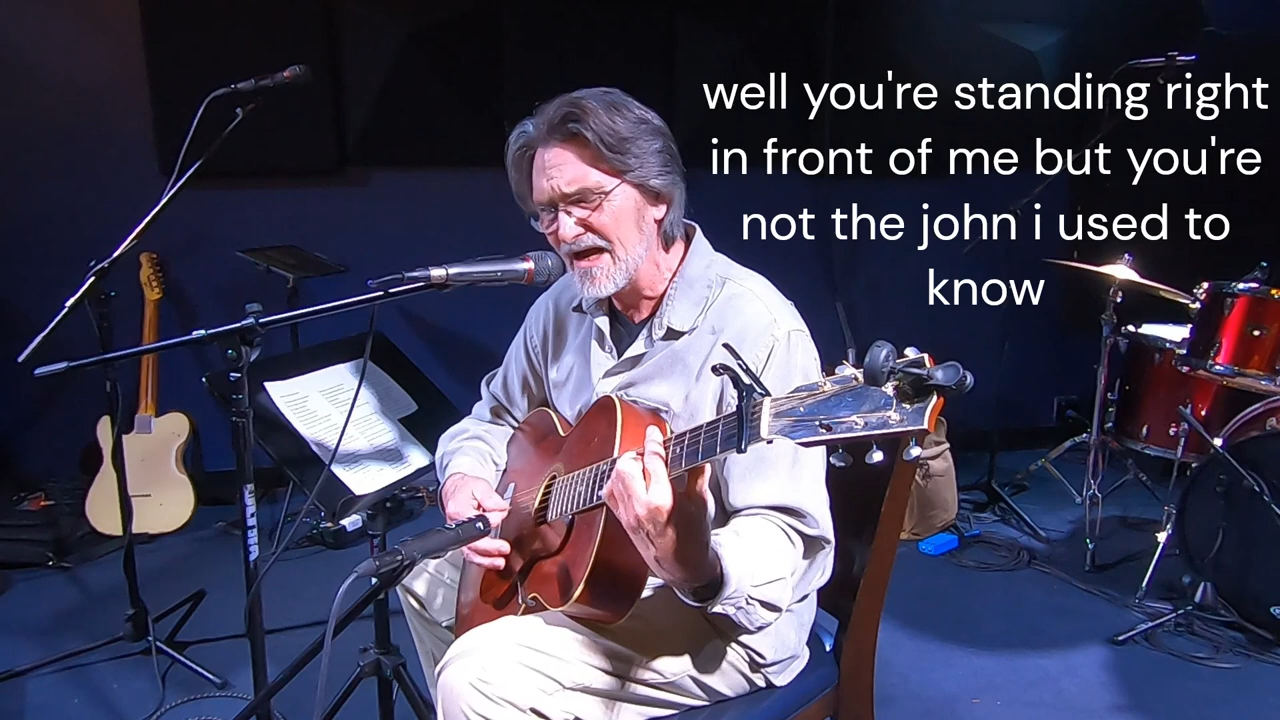 well you're standing right
in front of me but you're
not the john i used to
know